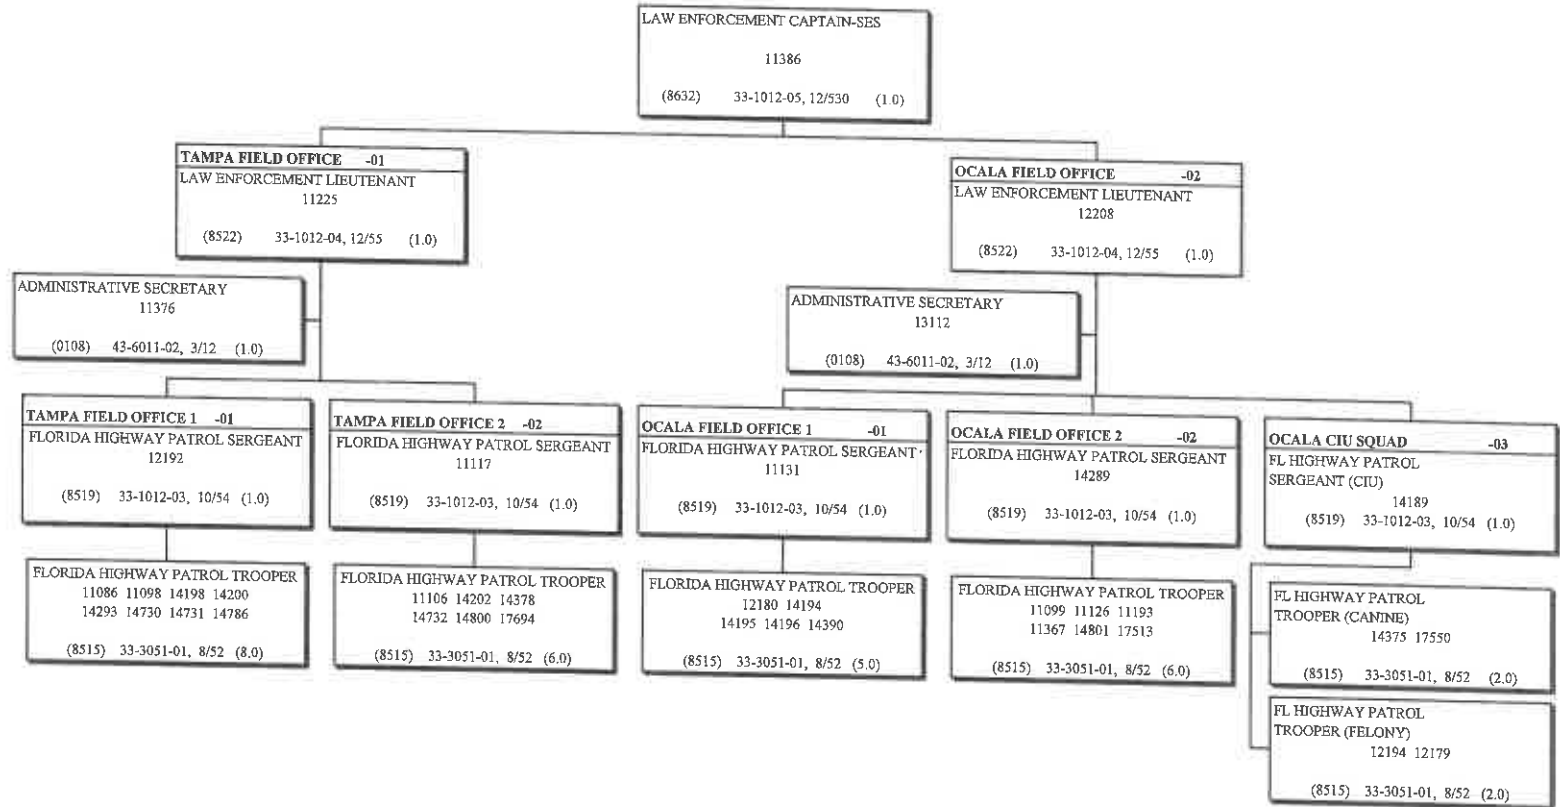 LAW ENFORCEMENT CAPTAIN-SES
11386
(8632) 33-1012-05, 12/530 (1.0)
TAMPA FIELD OFFICE -01
LAW ENFORCEMENT LIEUTENANT
11225
(8522) 33-1012-04, 12/55 (1.0)
OCALA FIELD OFFICE -02
LAW ENFORCEMENT LIEUTENANT
12208
(8522) 33-1012-04, 12/55 (1.0)
ADMINISTRATIVE SECRETARY
11376
(0108) 43-6011-02, 3/12 (1.0)
ADMINISTRATIVE SECRETARY
13112
(0108) 43-6011-02, 3/12 (1.0)
TAMPA FIELD OFFICE 1 -01
FLORIDA HIGHWAY PATROL SERGEANT
12192
(8519) 33-1012-03, 10/54 (1.0)
TAMPA FIELD OFFICE 2 -02
FLORIDA HIGHWAY PATROL SERGEANT
11117
(8519) 33-1012-03, 10/54 (1.0)
OCALA FIELD OFFICE 1 -01
FLORIDA HIGHWAY PATROL SERGEANT
11131
(8519) 33-1012-03, 10/54 (1.0)
OCALA FIELD OFFICE 2 -02
FLORIDA HIGHWAY PATROL SERGEANT
14289
(8519) 33-1012-03, 10/54 (1.0)
OCALA CIU SQUAD -03
FL HIGHWAY PATROL
SERGEANT (CIU)
14189
(8519) 33-1012-03, 10/54 (1.0)
FLORIDA HIGHWAY PATROL TROOPER
11086 11098 14198 14200
14293 14730 14731 14786
(8515) 33-3051-01, 8/52 (8.0)
FLORIDA HIGHWAY PATROL TROOPER
11106 14202 14378
14732 14800 17694
(8515) 33-3051-01, 8/52 (6.0)
FLORIDA HIGHWAY PATROL TROOPER
12180 14194
14195 14196 14390
(8515) 33-3051-01, 8/52 (5.0)
FLORIDA HIGHWAY PATROL TROOPER
11099 11126 11193
11367 14801 17513
(8515) 33-3051-01, 8/52 (6.0)
FL HIGHWAY PATROL
TROOPER (CANINE)
14375 17550
(8515) 33-3051-01, 8/52 (2.0)
FL HIGHWAY PATROL
TROOPER (FELONY)
12194 12179
(8515) 33-3051-01, 8/52 (2.0)